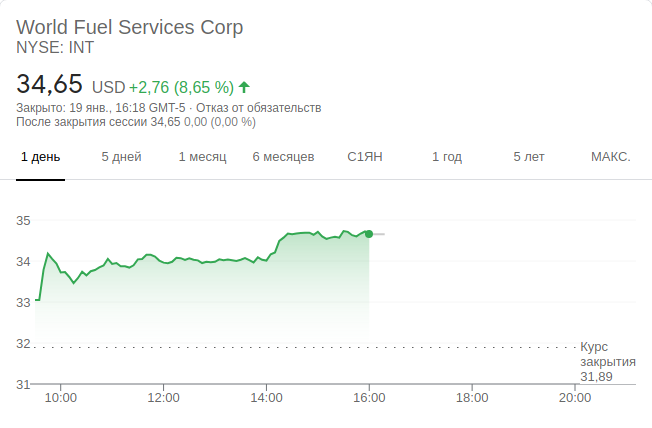 World Fuel Services Corp
NYSE: INT
34,65 USD +2,76 (8,65 %)
Закрыто: 19 янв., 16:18 GMT-5 · Отказ от обязательств
После закрытия сессии 34,65 0,00 (0,00 %)
1 день 5 дней 1 месяц 6 месяцев С1ЯН 1 год 5 лет МАКС.
35
34
33
32
Курс
закрытия
31,89
31
10:00 12:00 14:00 16:00 18:00 20:00